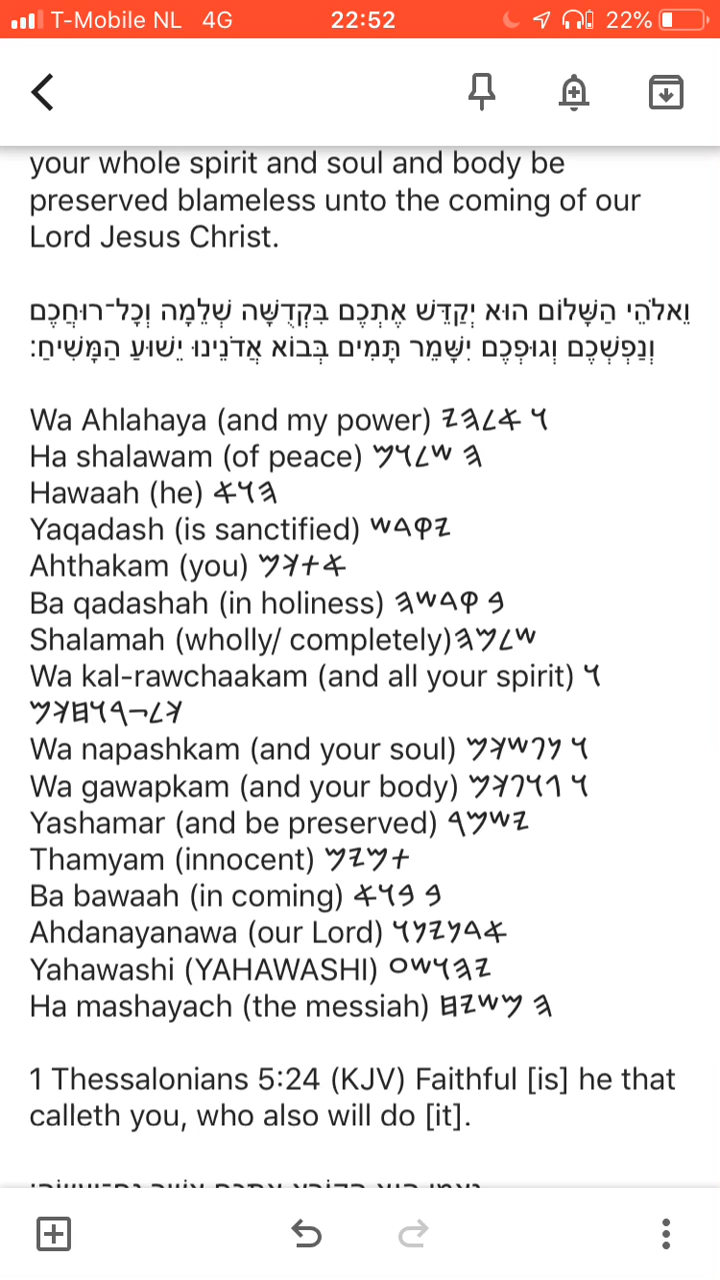 T-Mobile NL 4G 22:52 22%
your whole spirit and soul and body be
preserved blameless unto the coming of our
Lord Jesus Christ.
וֵאלֹהֵי הַשָּׁלוֹם הוּא יְקַדֵּשׁ אֶתְכֶם בִּקְדֻשָּׁה שְׁלֵמָה וְכָל־רוּחֲכֶם
וְנַפְשְׁכֶם וְגוּפְכֶם יִשָּׁמֵר תָּמִים בְּבוֹא אֲדֹנֵינוּ יֵשׁוּעַ הַמָּשִׁיחַ:
Wa Ahlahaya (and my power) 𐤅 𐤀𐤋𐤄𐤉
Ha shalawam (of peace) 𐤄 𐤔𐤋𐤅𐤌
Hawaah (he) 𐤄𐤅𐤀
Yaqadash (is sanctified) 𐤉𐤒𐤃𐤔
Ahthakam (you) 𐤀𐤕𐤊𐤌
Ba qadashah (in holiness) 𐤁 𐤒𐤃𐤔𐤄
Shalamah (wholly/ completely)𐤔𐤋𐤌𐤄
Wa kal-rawchaakam (and all your spirit) 𐤅
𐤊𐤋¬𐤓𐤅𐤇𐤊𐤌
Wa napashkam (and your soul) 𐤅 𐤍𐤐𐤔𐤊𐤌
Wa gawapkam (and your body) 𐤅 𐤂𐤅𐤐𐤊𐤌
Yashamar (and be preserved) 𐤉𐤔𐤌𐤓
Thamyam (innocent) 𐤕𐤌𐤉𐤌
Ba bawaah (in coming) 𐤁 𐤁𐤅𐤀
Ahdanayanawa (our Lord) 𐤀𐤃𐤍𐤉𐤍𐤅
Yahawashi (YAHAWASHI) 𐤉𐤄𐤅𐤔𐤏
Ha mashayach (the messiah) 𐤄 𐤌𐤔𐤉𐤇
1 Thessalonians 5:24 (KJV) Faithful [is] he that
calleth you, who also will do [it].